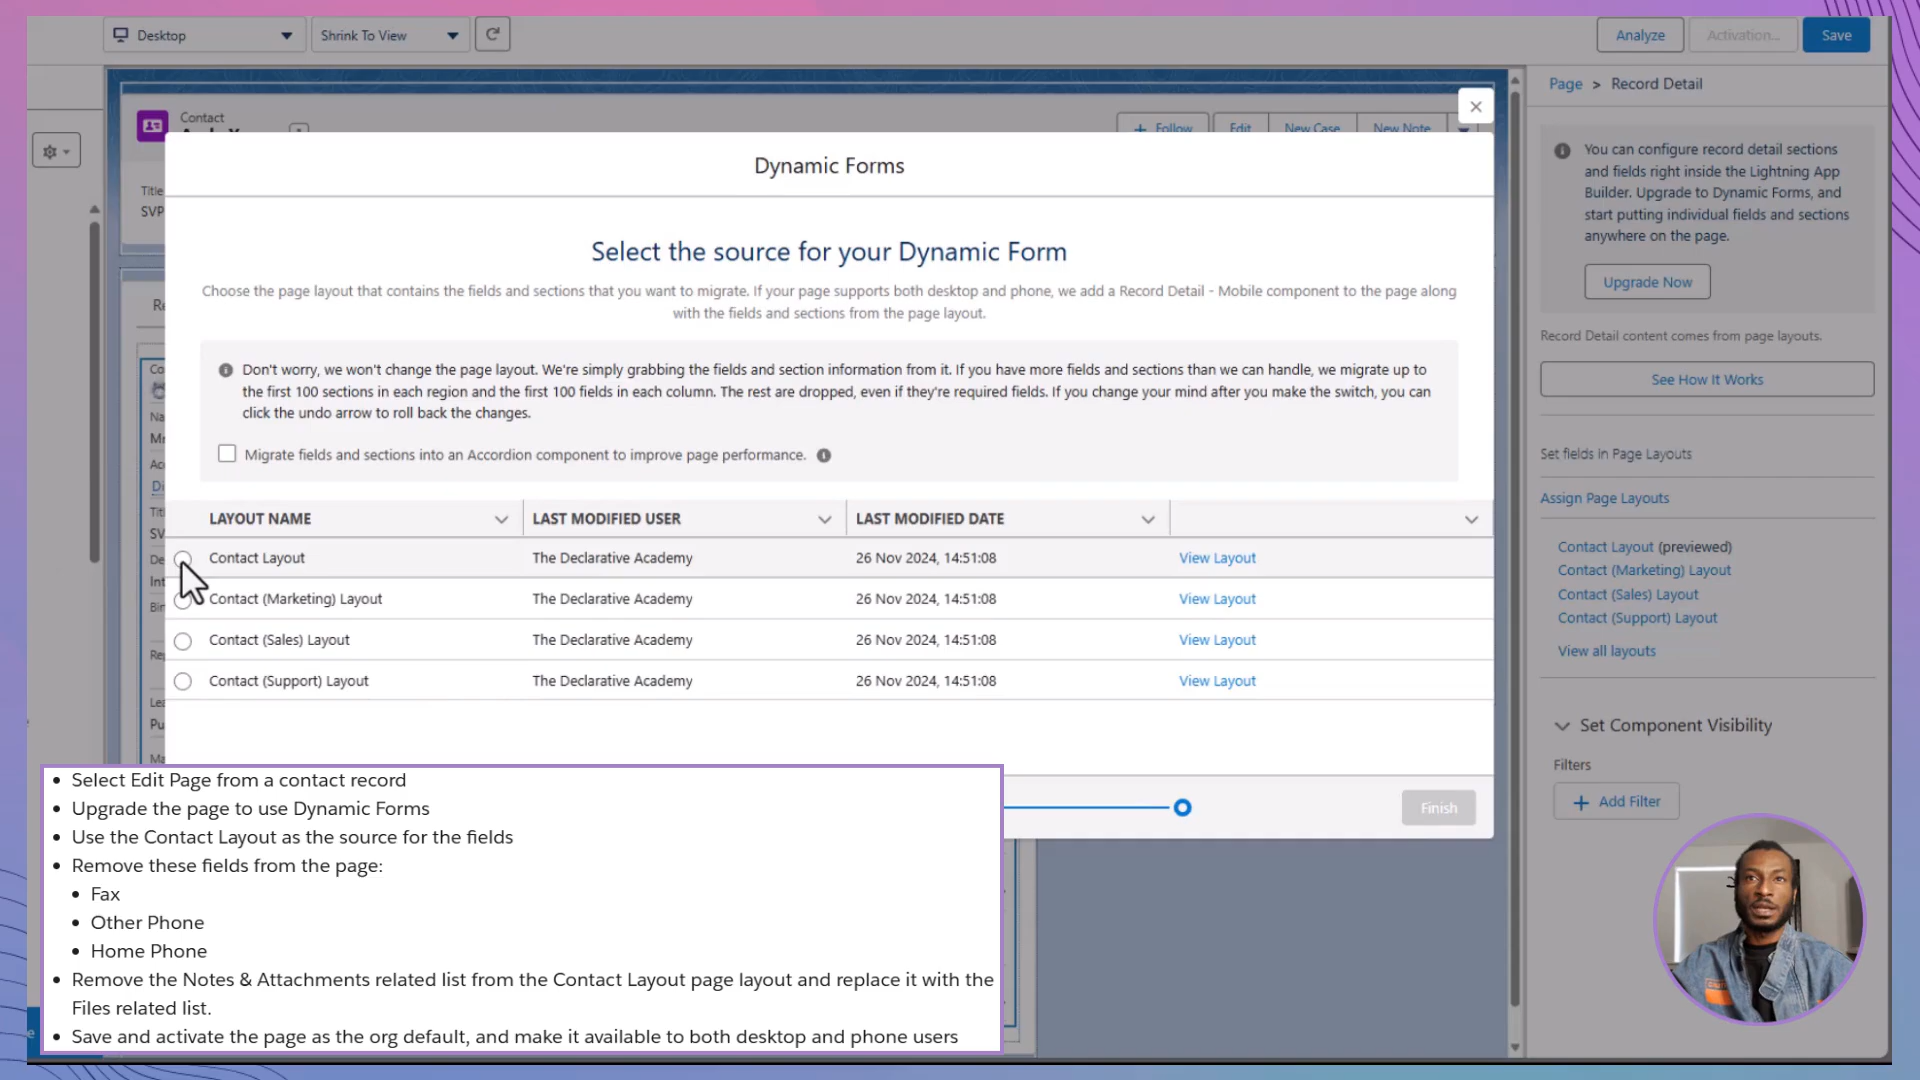 Desktop
Shrink To View
Analyze
Activation...
Save
Page > Record Detail
Contact
+ Follow
Edit
New Case
New Note
Title
SVP
Dynamic Forms
Select the source for your Dynamic Form
Choose the page layout that contains the fields and sections that you want to migrate. If your page supports both desktop and phone, we add a Record Detail - Mobile component to the page along
with the fields and sections from the page layout.
Don't worry, we won't change the page layout. We're simply grabbing the fields and section information from it. If you have more fields and sections than we can handle, we migrate up to
the first 100 sections in each region and the first 100 fields in each column. The rest are dropped, even if they're required fields. If you change your mind after you make the switch, you can
click the undo arrow to roll back the changes.
Migrate fields and sections into an Accordion component to improve page performance.
LAYOUT NAME
LAST MODIFIED USER
LAST MODIFIED DATE
Contact Layout
The Declarative Academy
26 Nov 2024, 14:51:08
View Layout
Contact (Marketing) Layout
The Declarative Academy
26 Nov 2024, 14:51:08
View Layout
Contact (Sales) Layout
The Declarative Academy
26 Nov 2024, 14:51:08
View Layout
Contact (Support) Layout
The Declarative Academy
26 Nov 2024, 14:51:08
View Layout
Finish
You can configure record detail sections
and fields right inside the Lightning App
Builder. Upgrade to Dynamic Forms, and
start putting individual fields and sections
anywhere on the page.
Upgrade Now
Record Detail content comes from page layouts.
See How It Works
Set fields in Page Layouts
Assign Page Layouts
Contact Layout (previewed)
Contact (Marketing) Layout
Contact (Sales) Layout
Contact (Support) Layout
View all layouts
Set Component Visibility
Filters
+ Add Filter
• Select Edit Page from a contact record
• Upgrade the page to use Dynamic Forms
• Use the Contact Layout as the source for the fields
• Remove these fields from the page:
• Fax
• Other Phone
• Home Phone
• Remove the Notes & Attachments related list from the Contact Layout page layout and replace it with the
Files related list.
• Save and activate the page as the org default, and make it available to both desktop and phone users